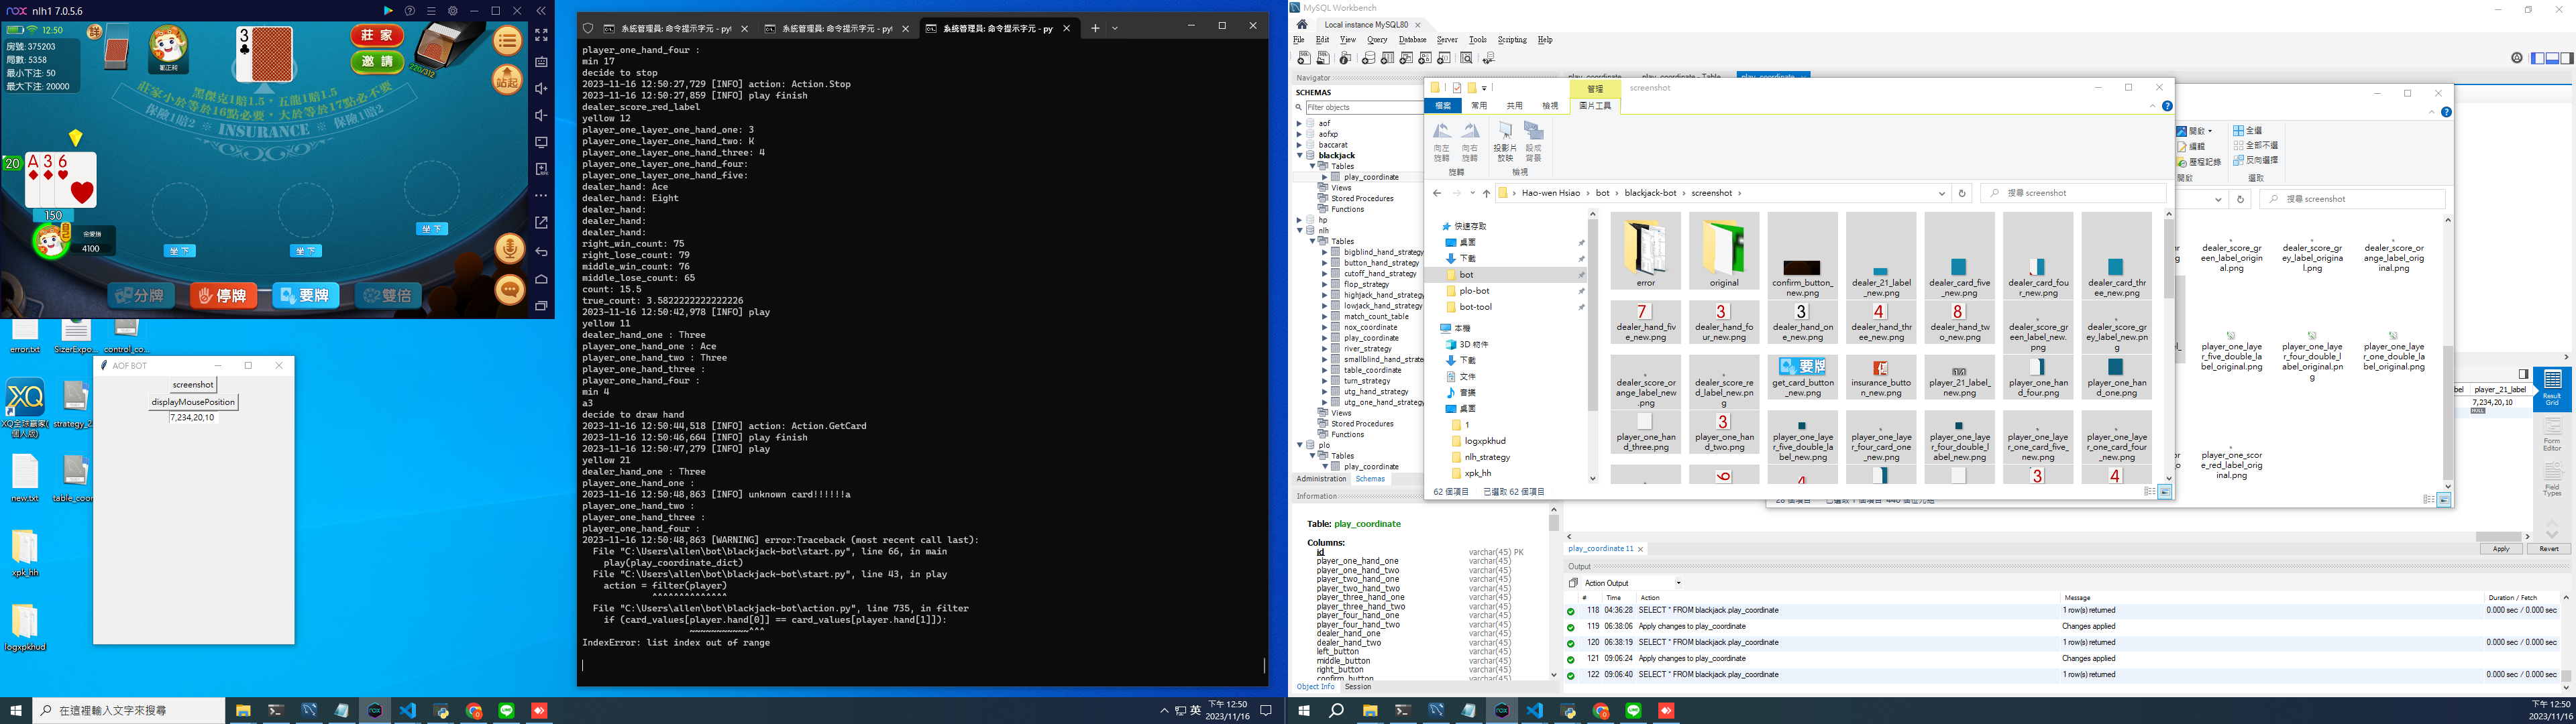 nox nlh1 7.0.5.6
12:50
房號: 375203
局數: 5358
最小下注: 50
最大下注: 20000
莊 家
邀 請
220/312
站起
黑傑克1賠1.5，五龍1賠1.5
莊家小於等於16點必要，大於等於17點必不要
保險1賠2 ※ INSURANCE ※ 保險1賠2
3
20
A 3 6
150
自己
4100
坐 下
坐 下
坐 下
分牌
停牌
要牌
雙倍
error.txt
SizerExpo...
control_co...
XQ全球贏家(個人版)
strategy_2
new.txt
table_coor
xpk_hh
logxpkhud
AOF BOT
screenshot
displayMousePosition
7,234,20,10
系統管理員: 命令提示字元 - pyt
系統管理員: 命令提示字元 - pyt
系統管理員: 命令提示字元 - py
player_one_hand_four :
min 17
decide to stop
2023-11-16 12:50:27,729 [INFO] action: Action.Stop
2023-11-16 12:50:27,859 [INFO] play finish
dealer_score_red_label
yellow 12
player_one_layer_one_hand_one: 3
player_one_layer_one_hand_two: K
player_one_layer_one_hand_three: 4
player_one_layer_one_hand_four:
player_one_layer_one_hand_five:
dealer_hand: Ace
dealer_hand: Eight
dealer_hand:
dealer_hand:
dealer_hand:
right_win_count: 75
right_lose_count: 79
middle_win_count: 76
middle_lose_count: 65
count: 15.5
true_count: 3.5822222222222226
2023-11-16 12:50:42,978 [INFO] play
yellow 11
dealer_hand_one : Three
player_one_hand_one : Ace
player_one_hand_two : Three
player_one_hand_three :
player_one_hand_four :
min 4
a3
decide to draw hand
2023-11-16 12:50:44,518 [INFO] action: Action.GetCard
2023-11-16 12:50:46,664 [INFO] play finish
2023-11-16 12:50:47,279 [INFO] play
yellow 21
dealer_hand_one : Three
player_one_hand_one :
2023-11-16 12:50:48,863 [INFO] unknown card!!!!!!a
player_one_hand_two :
player_one_hand_three :
player_one_hand_four :
2023-11-16 12:50:48,863 [WARNING] error:Traceback (most recent call last):
File "C:\Users\allen\bot\blackjack-bot\start.py", line 66, in main
play(play_coordinate_dict)
File "C:\Users\allen\bot\blackjack-bot\start.py", line 43, in play
action = filter(player)
^^^^^^^^^^^^^^
File "C:\Users\allen\bot\blackjack-bot\action.py", line 735, in filter
if (card_values[player.hand[0]] == card_values[player.hand[1]]):
~~~~~~~~~~~^^^
IndexError: list index out of range
在這裡輸入文字來搜尋
英
下午 12:50
2023/11/16
MySQL Workbench
Local instance MySQL80
File Edit View Query Database Server Tools Scripting Help
Navigator
SCHEMAS
Filter objects
aof
aofxp
baccarat
blackjack
Tables
play_coordinate
Views
Stored Procedures
Functions
hp
nlh
Tables
bigblind_hand_strategy
button_hand_strategy
cutoff_hand_strategy
flop_strategy
highjack_hand_strategy
lowjack_hand_strategy
match_count_table
nox_coordinate
play_coordinate
river_strategy
smallblind_hand_strate
table_coordinate
turn_strategy
utg_hand_strategy
utg_one_hand_strategy
Views
Stored Procedures
Functions
plo
Tables
play_coordinate
Administration Schemas
Information
Table: play_coordinate
Columns:
id varchar(45) PK
player_one_hand_one varchar(45)
player_one_hand_two varchar(45)
player_two_hand_one varchar(45)
player_two_hand_two varchar(45)
player_three_hand_one varchar(45)
player_three_hand_two varchar(45)
player_four_hand_one varchar(45)
player_four_hand_two varchar(45)
dealer_hand_one varchar(45)
dealer_hand_two varchar(45)
left_button varchar(45)
middle_button varchar(45)
right_button varchar(45)
confirm_button varchar(45)
Object Info Session
管理
screenshot
檔案 常用 共用 檢視 圖片工具
向左旋轉
向右旋轉
投影片放映
設成背景
旋轉
檢視
Hao-wen Hsiao › bot › blackjack-bot › screenshot ›
搜尋 screenshot
快速存取
桌面
下載
bot
plo-bot
bot-tool
本機
3D 物件
下載
文件
音樂
桌面
1
logxpkhud
nlh_strategy
xpk_hh
error
original
confirm_button_new.png
dealer_21_label_new.png
dealer_card_five_new.png
dealer_card_four_new.png
dealer_card_three_new.png
dealer_hand_five_new.png
dealer_hand_four_new.png
dealer_hand_one_new.png
dealer_hand_three_new.png
dealer_hand_two_new.png
dealer_score_green_label_new.png
dealer_score_grey_label_new.png
dealer_score_orange_label_new.png
dealer_score_red_label_new.png
get_card_button_new.png
insurance_button_new.png
player_21_label_new.png
player_one_hand_four.png
player_one_hand_one.png
player_one_hand_three.png
player_one_hand_two.png
player_one_layer_five_double_label_new.png
player_one_layer_four_card_one_new.png
player_one_layer_four_double_label_new.png
player_one_layer_one_card_five_new.png
player_one_layer_one_card_four_new.png
62 個項目 已選取 62 個項目
開啟
編輯
歷程記錄
開啟
全選
全部不選
反向選擇
選取
搜尋 screenshot
dealer_score_green_label_original.png
dealer_score_grey_label_original.png
dealer_score_orange_label_original.png
player_one_layer_five_double_label_original.png
player_one_layer_four_double_label_original.png
player_one_layer_one_double_label_original.png
player_one_score_red_label_original.png
player_21_label
7,234,20,10
NULL
Result Grid
Form Editor
Field Types
play_coordinate 11
Apply
Revert
Output
Action Output
# Time Action Message Duration / Fetch
118 04:36:28 SELECT * FROM blackjack.play_coordinate 1 row(s) returned 0.000 sec / 0.000 sec
119 06:38:06 Apply changes to play_coordinate Changes applied
120 06:38:19 SELECT * FROM blackjack.play_coordinate 1 row(s) returned 0.000 sec / 0.000 sec
121 09:06:24 Apply changes to play_coordinate Changes applied
122 09:06:40 SELECT * FROM blackjack.play_coordinate 1 row(s) returned 0.000 sec / 0.000 sec
下午 12:50
2023/11/16